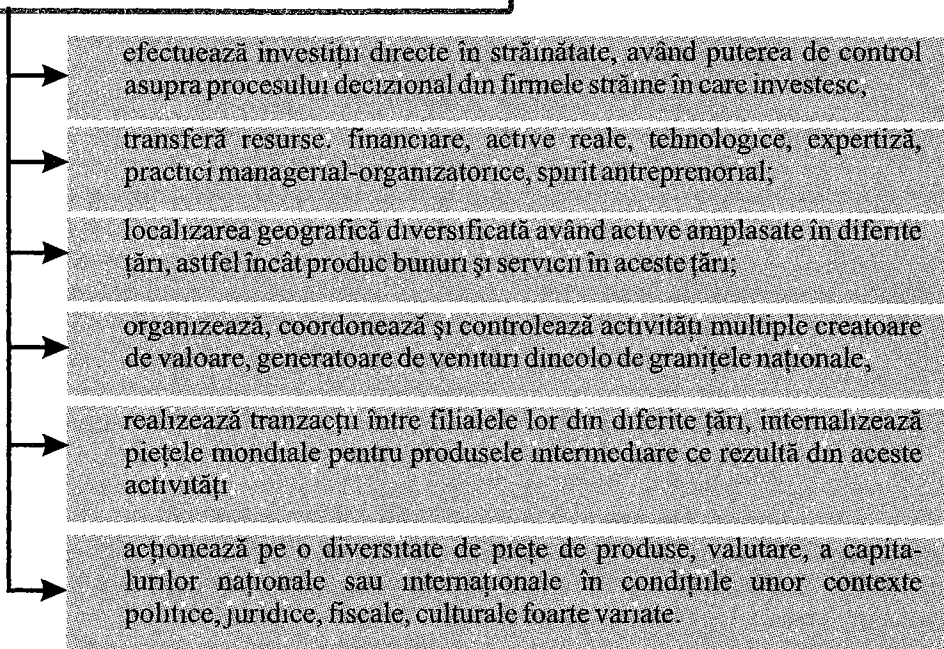 efectuează investiții directe în străinătate, având puterea de control
asupra procesului decizional din firmele străine în care investesc,
transferă resurse. financiare, active reale, tehnologice, expertiză,
practici managerial-organizatorice, spirit antreprenorial;
localizarea geografică diversificată având active amplasate în diferite
țări, astfel încât produc bunuri și servicii în aceste țări;
organizează, coordonează și controlează activități multiple creatoare
de valoare, generatoare de venituri dincolo de granițele naționale,
realizează tranzacții între filialele lor din diferite țări, internalizează
piețele mondiale pentru produsele intermediare ce rezultă din aceste
activități
acționează pe o diversitate de piețe de produse, valutare, a capita-
lurilor naționale sau internaționale în condițiile unor contexte
politice, juridice, fiscale, culturale foarte variate.